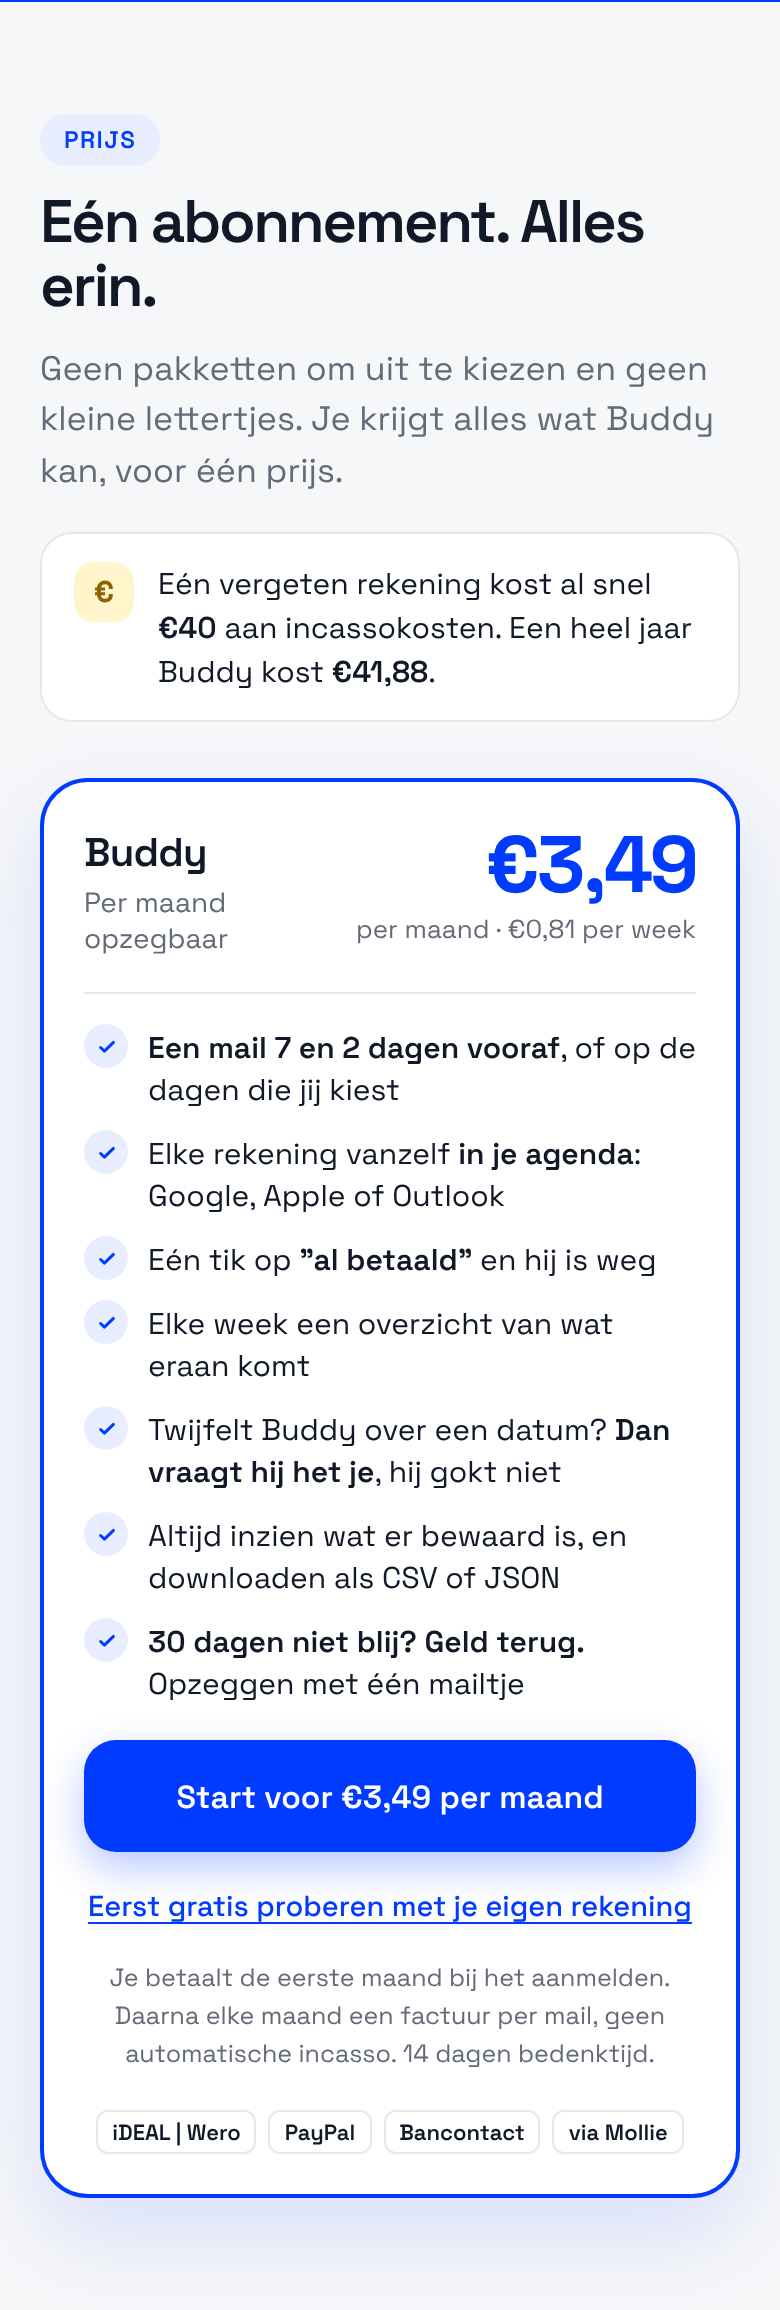 PRIJS
Eén abonnement. Alles
erin.
Geen pakketten om uit te kiezen en geen
kleine lettertjes. Je krijgt alles wat Buddy
kan, voor één prijs.
€
Eén vergeten rekening kost al snel
€40 aan incassokosten. Een heel jaar
Buddy kost €41,88.
Buddy
€3,49
Per maand
opzegbaar
per maand · €0,81 per week
Een mail 7 en 2 dagen vooraf, of op de
dagen die jij kiest
Elke rekening vanzelf in je agenda:
Google, Apple of Outlook
Eén tik op ”al betaald” en hij is weg
Elke week een overzicht van wat
eraan komt
Twijfelt Buddy over een datum? Dan
vraagt hij het je, hij gokt niet
Altijd inzien wat er bewaard is, en
downloaden als CSV of JSON
30 dagen niet blij? Geld terug.
Opzeggen met één mailtje
Start voor €3,49 per maand
Eerst gratis proberen met je eigen rekening
Je betaalt de eerste maand bij het aanmelden.
Daarna elke maand een factuur per mail, geen
automatische incasso. 14 dagen bedenktijd.
iDEAL | Wero PayPal Bancontact via Mollie